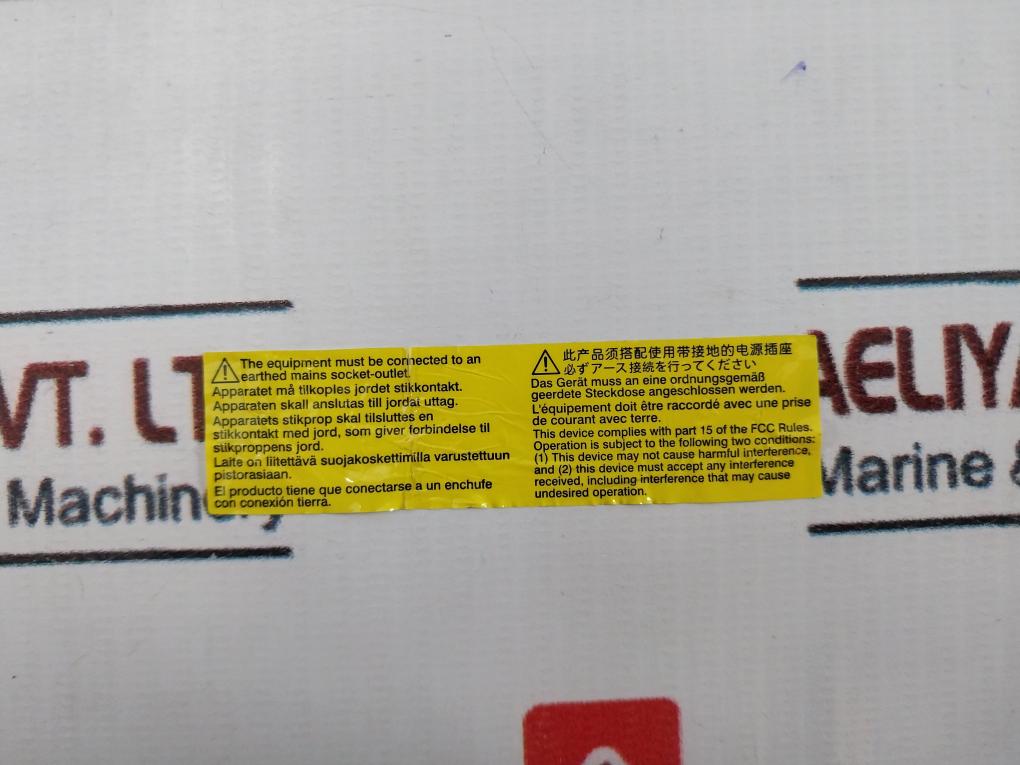 The equipment must be connected to an
earthed mains socket-outlet.
Apparatet må tilkoples jordet stikkontakt.
Apparaten skall anslutas till jordat uttag.
Apparatets stikprop skal tilsluttes en
stikkontakt med jord, som giver forbindelse til
stikproppens jord.
Laite on liitettävä suojakoskettimilla varustettuun
pistorasiaan.
El producto tiene que conectarse a un enchufe
con conexión tierra.
此产品须搭配使用带接地的电源插座
必ずアース接続を行ってください
Das Gerät muss an eine ordnungsgemäß
geerdete Steckdose angeschlossen werden.
L'équipement doit être raccordé avec une prise
de courant avec terre.
This device complies with part 15 of the FCC Rules.
Operation is subject to the following two conditions:
(1) This device may not cause harmful interference,
and (2) this device must accept any interference
received, including interference that may cause
undesired operation.
VT. LT
Machinery
AELIYA
Marine &